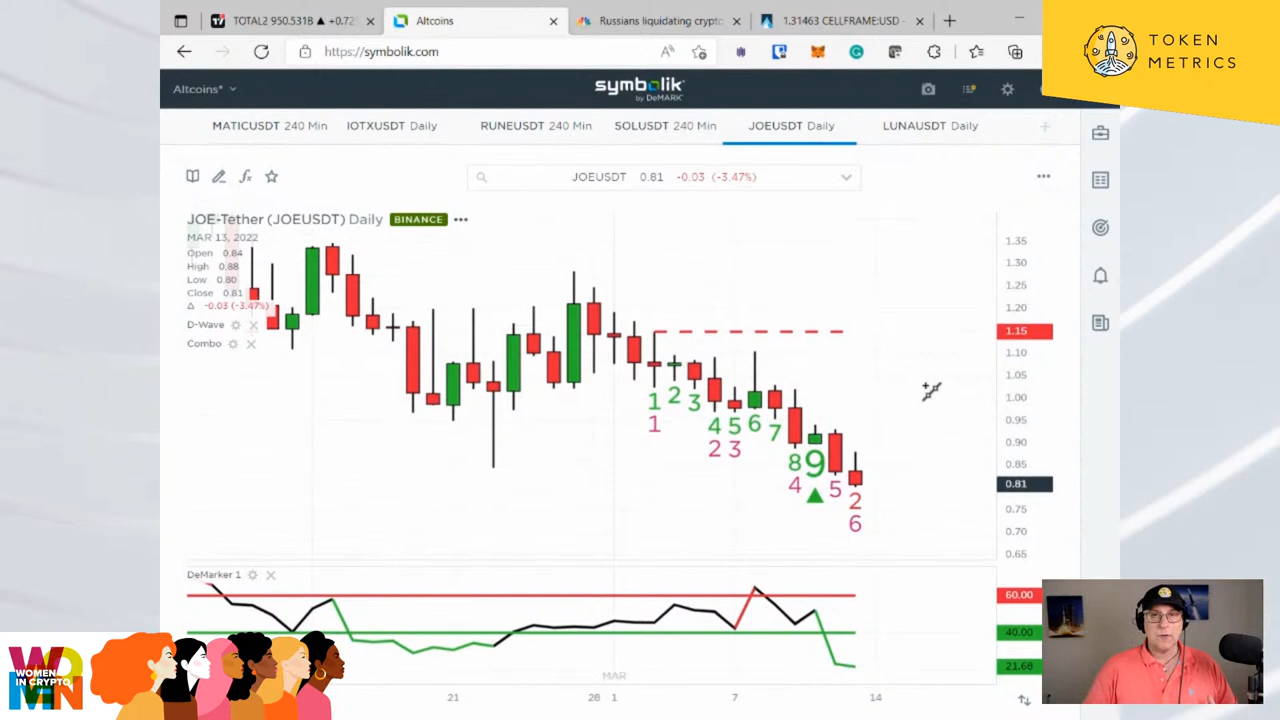 TOTAL2 950.531B ▲ +0.72
Altcoins
Russians liquidating crypto
1.31463 CELLFRAME:USD -
TOKEN
METRICS
https://symbolik.com
Altcoins*
symbolik
by DeMARK
MATICUSDT 240 Min
IOTXUSDT Daily
RUNEUSDT 240 Min
SOLUSDT 240 Min
JOEUSDT Daily
LUNAUSDT Daily
JOEUSDT 0.81 -0.03 (-3.47%)
JOE-Tether (JOEUSDT) Daily BINANCE
MAR 13, 2022
Open 0.84
High 0.88
Low 0.80
Close 0.81
Δ -0.03 (-3.47%)
D-Wave
Combo
1.35
1.30
1.25
1.20
1.15
1.10
1.05
1.00
0.95
0.90
0.85
0.81
0.75
0.70
0.65
1 2 3 4 5 6 7 8 9 2
1 2 3 4 5 6
DeMarker 1
60.00
40.00
21.68
MAR
21 28 1 7 14
WOMEN
IN CRYPTO